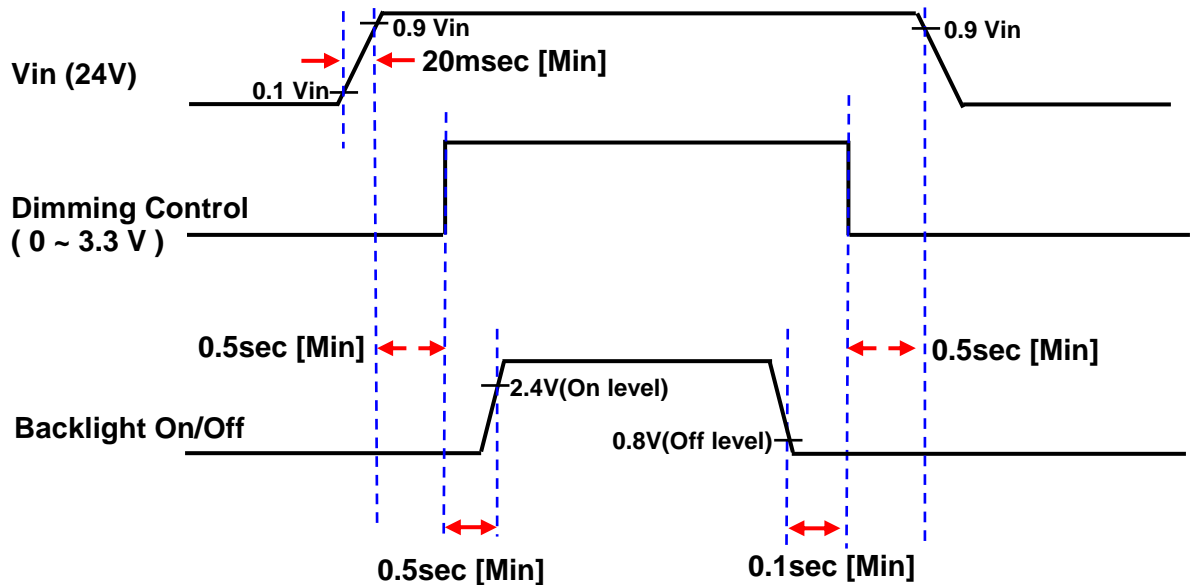 0.9 Vin
0.9 Vin
20msec [Min]
Vin (24V)
0.1 Vin
Dimming Control
( 0 ~ 3.3 V )
0.5sec [Min]
0.5sec [Min]
2.4V(On level)
Backlight On/Off
0.8V(Off level)
0.5sec [Min]
0.1sec [Min]